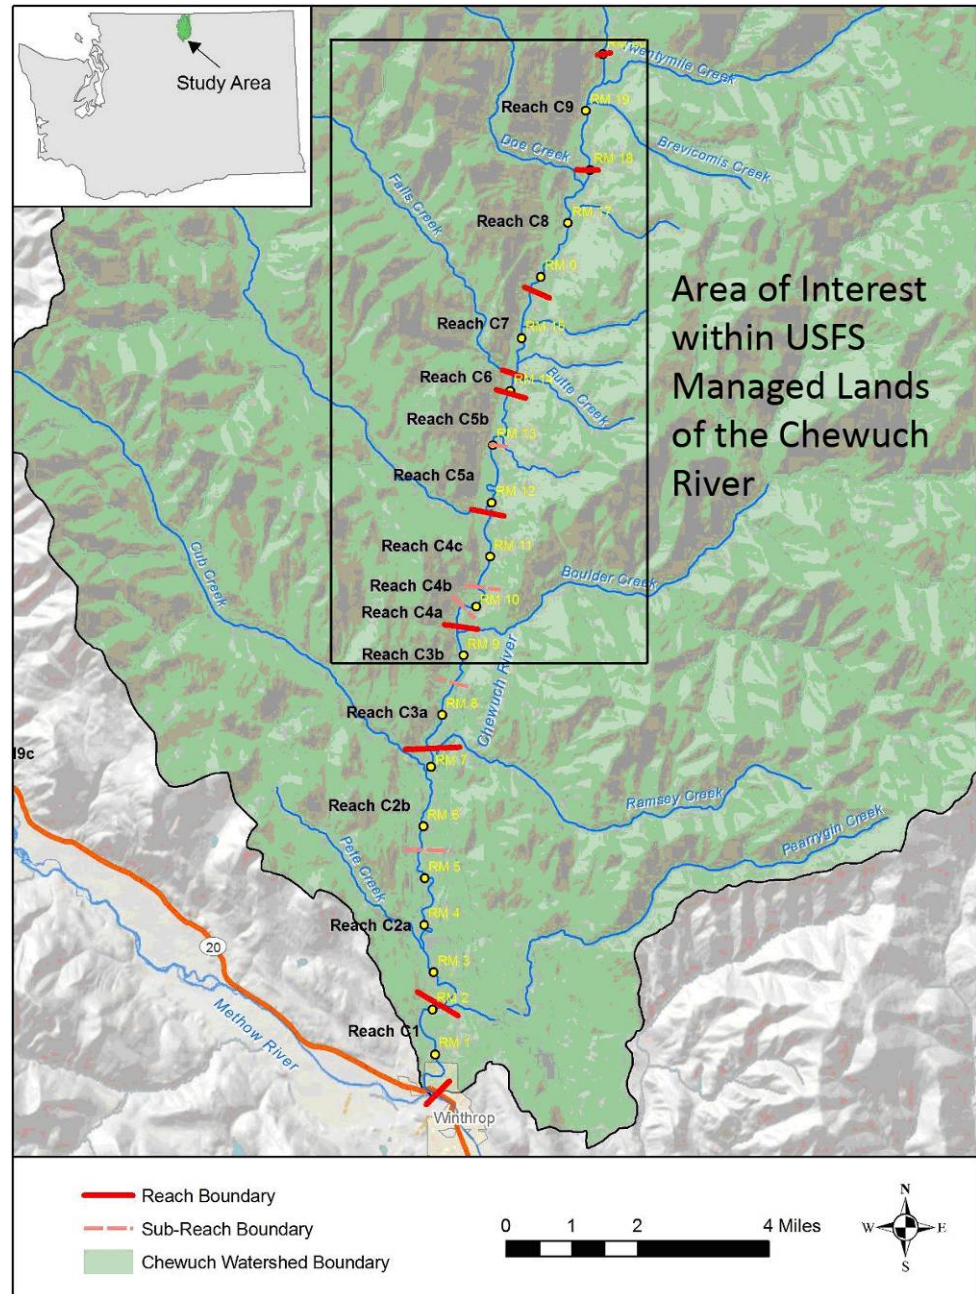 Study Area
Twentymile Creek
Reach C9
RM 19
Doe Creek
RM 18
Brevicomis Creek
Falls Creek
Reach C8
RM 17
RM 0
Area of Interest
within USFS
Managed Lands
of the Chewuch
River
Reach C7
Reach C6
Butte Creek
Reach C5b
RM 13
Reach C5a
RM 12
Cub Creek
Reach C4c
RM 11
Reach C4b
Boulder Creek
Reach C4a
RM 10
Reach C3b
RM 9
Chewuch River
Reach C3a
RM 8
19c
RM 7
Ramsey Creek
Reach C2b
RM 6
Pearrygin Creek
Pete Creek
RM 5
Reach C2a
RM 4
20
RM 3
Methow River
RM 2
Reach C1
RM 1
Winthrop
Reach Boundary
Sub-Reach Boundary
Chewuch Watershed Boundary
0 1 2 4 Miles
N
W E
S